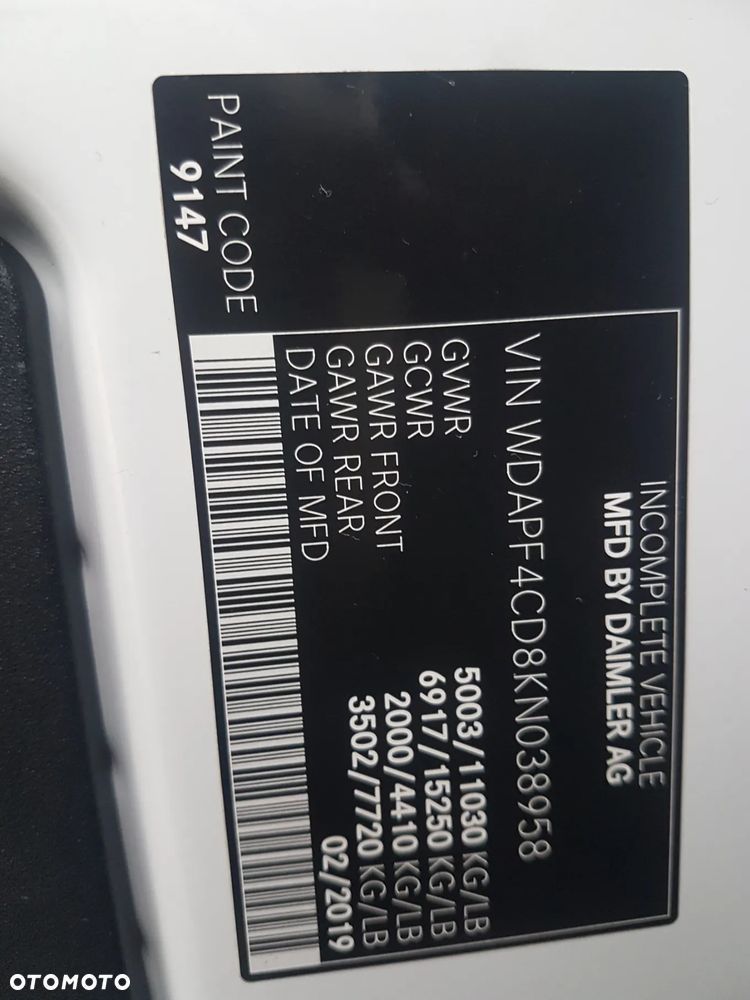 INCOMPLETE VEHICLE
MFD BY DAIMLER AG
VIN WDAPF4CD8KN038958
GVWR 5003/11030 KG/LB
GCWR 6917/15250 KG/LB
GAWR FRONT 2000/4410 KG/LB
GAWR REAR 3502/7720 KG/LB
DATE OF MFD 02/2019
PAINT CODE
9147
OTOMOTO